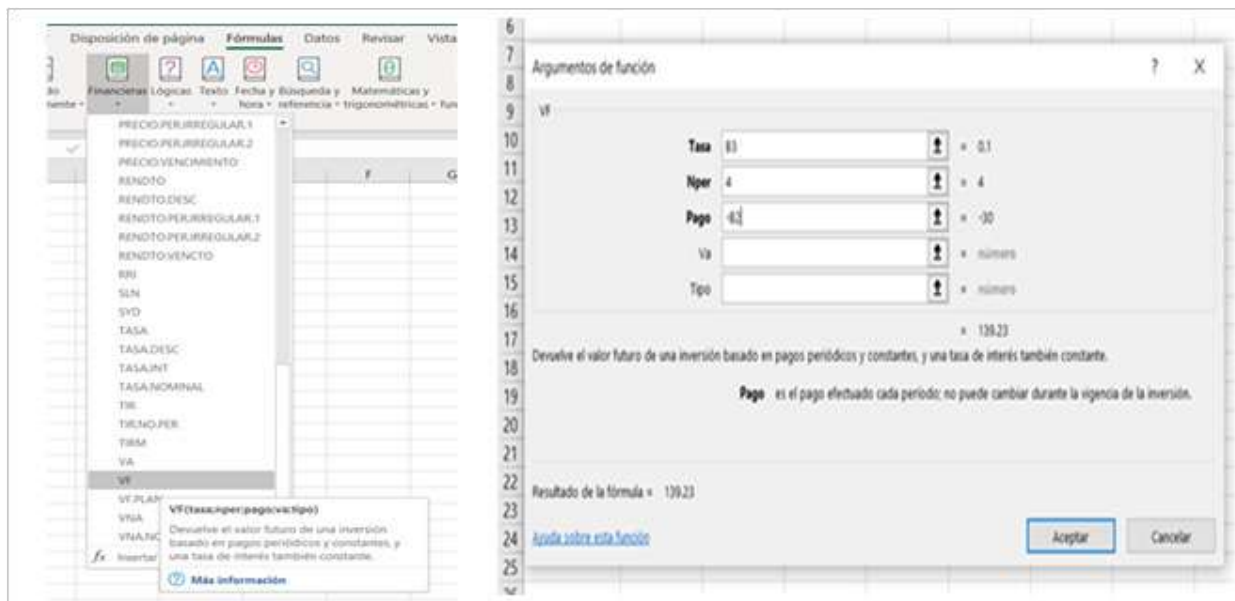 Disposición de página Fórmulas Datos Revisar Vista
Financieras Lógicas Texto Fecha y Búsqueda y Matemáticas y
hora referencia trigonométricas
PRECIO.PER.IRREGULAR.1
PRECIO.PER.IRREGULAR.2
PRECIO.VENCIMIENTO
RENDTO
RENDTO.DESC
RENDTO.PER.IRREGULAR.1
RENDTO.PER.IRREGULAR.2
RENDTO.VENCTO
RRI
SLN
SYD
TASA
TASA.DESC
TASA.INT
TASA.NOMINAL
TIR
TIR.NO.PER
TIRM
VA
VF
VF.PLAN
VNA
VNA.NO
fx Insertar
VF(tasa;nper;pago;va;tipo)
Devuelve el valor futuro de una inversión
basado en pagos periódicos y constantes, y
una tasa de interés también constante.
Más información
F G
6
7
8
9
10
11
12
13
14
15
16
17
18
19
20
21
22
23
24
25
Argumentos de función ? X
VF
Tasa B3 = 0.1
Nper 4 = 4
Pago -B2 = -30
Va = número
Tipo = número
= 139.23
Devuelve el valor futuro de una inversión basado en pagos periódicos y constantes, y una tasa de interés también constante.
Pago es el pago efectuado cada periodo; no puede cambiar durante la vigencia de la inversión.
Resultado de la fórmula = 139.23
Ayuda sobre esta función
Aceptar Cancelar